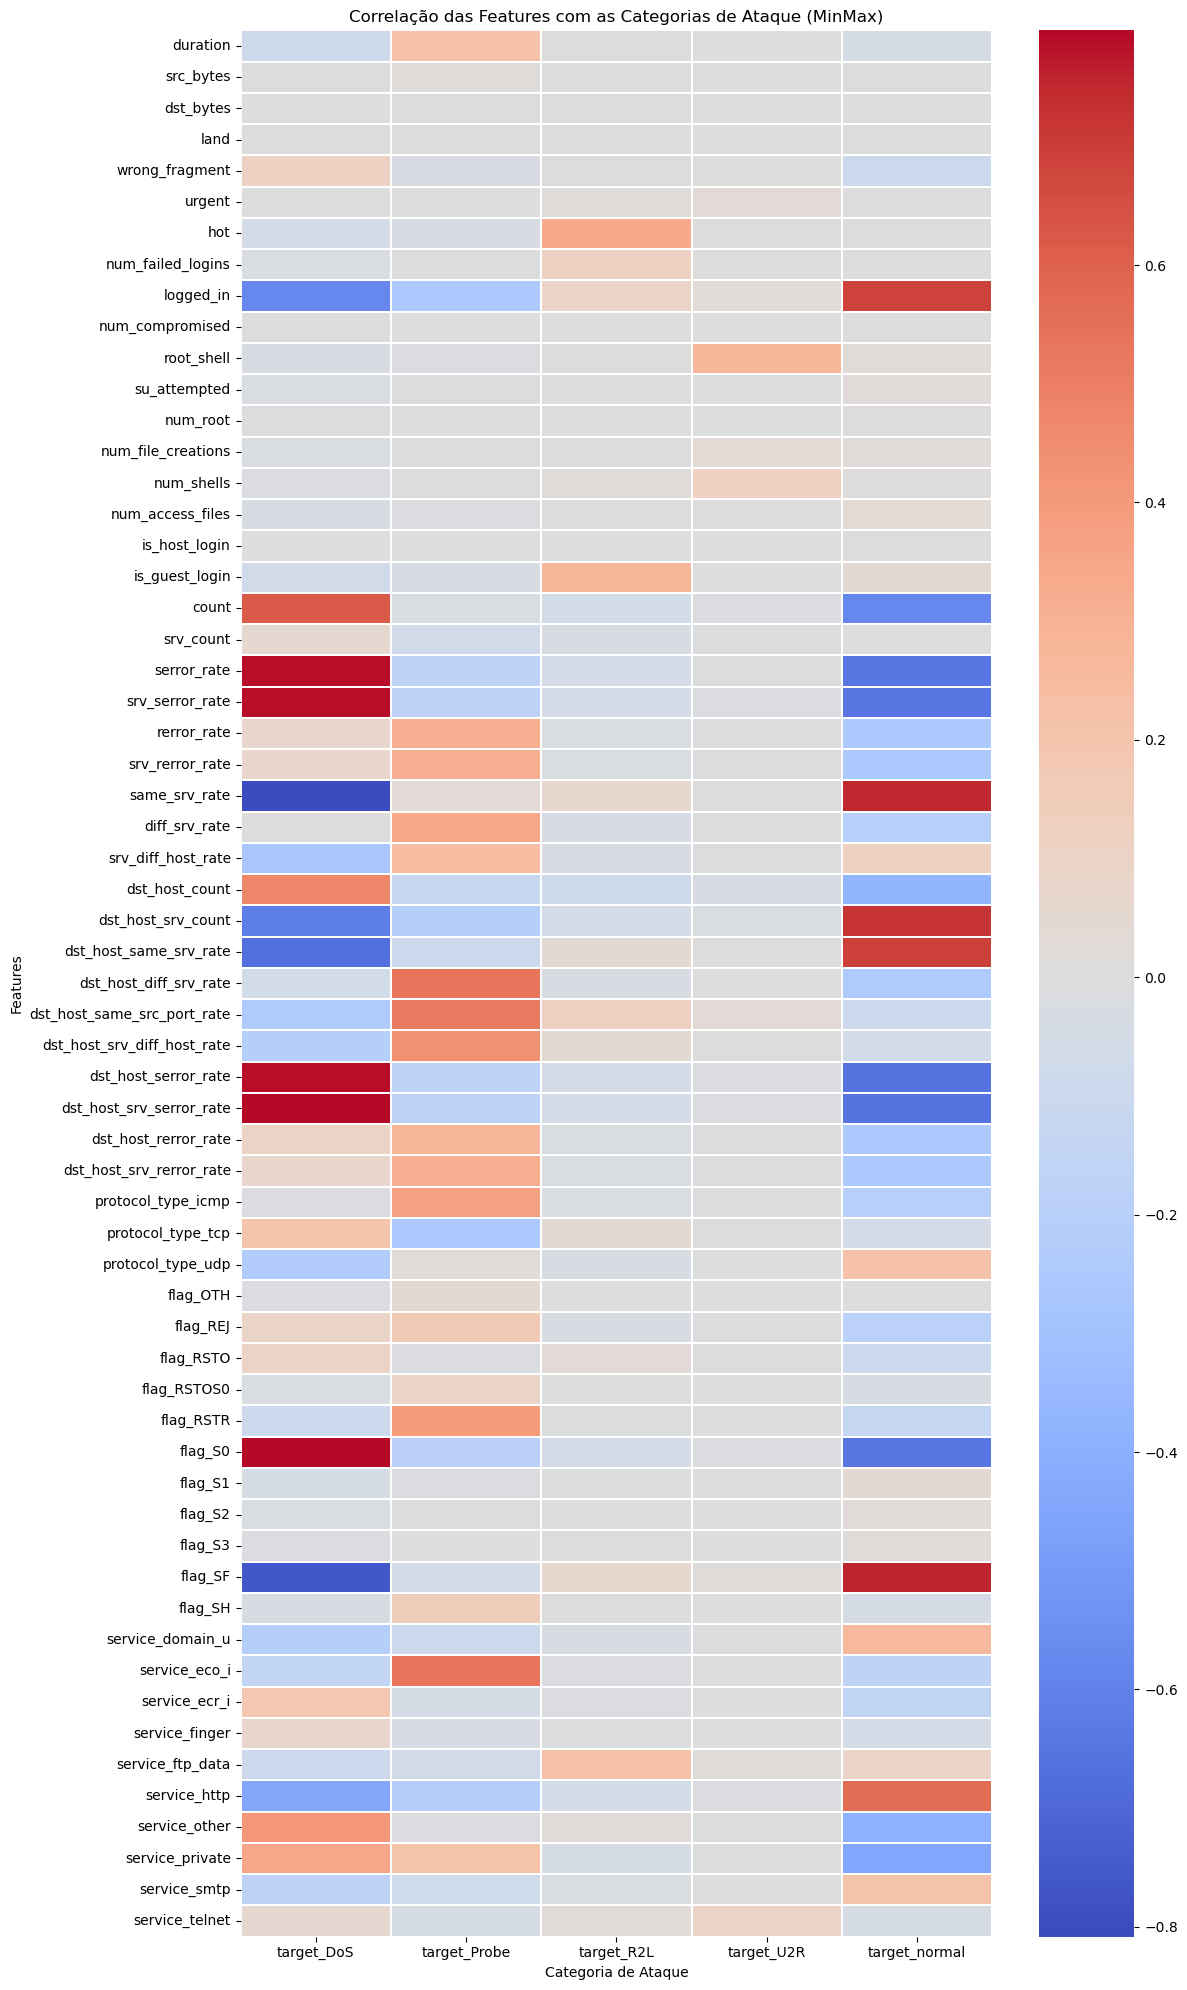 Correlação das Features com as Categorias de Ataque (MinMax)
duration
src_bytes
dst_bytes
land
wrong_fragment
urgent
hot
num_failed_logins
logged_in
num_compromised
root_shell
su_attempted
num_root
num_file_creations
num_shells
num_access_files
is_host_login
is_guest_login
count
srv_count
serror_rate
srv_serror_rate
rerror_rate
srv_rerror_rate
same_srv_rate
diff_srv_rate
srv_diff_host_rate
dst_host_count
dst_host_srv_count
dst_host_same_srv_rate
dst_host_diff_srv_rate
dst_host_same_src_port_rate
dst_host_srv_diff_host_rate
dst_host_serror_rate
dst_host_srv_serror_rate
dst_host_rerror_rate
dst_host_srv_rerror_rate
protocol_type_icmp
protocol_type_tcp
protocol_type_udp
flag_OTH
flag_REJ
flag_RSTO
flag_RSTOS0
flag_RSTR
flag_S0
flag_S1
flag_S2
flag_S3
flag_SF
flag_SH
service_domain_u
service_eco_i
service_ecr_i
service_finger
service_ftp_data
service_http
service_other
service_private
service_smtp
service_telnet
Features
target_DoS target_Probe target_R2L target_U2R target_normal
Categoria de Ataque
0.6
0.4
0.2
0.0
−0.2
−0.4
−0.6
−0.8